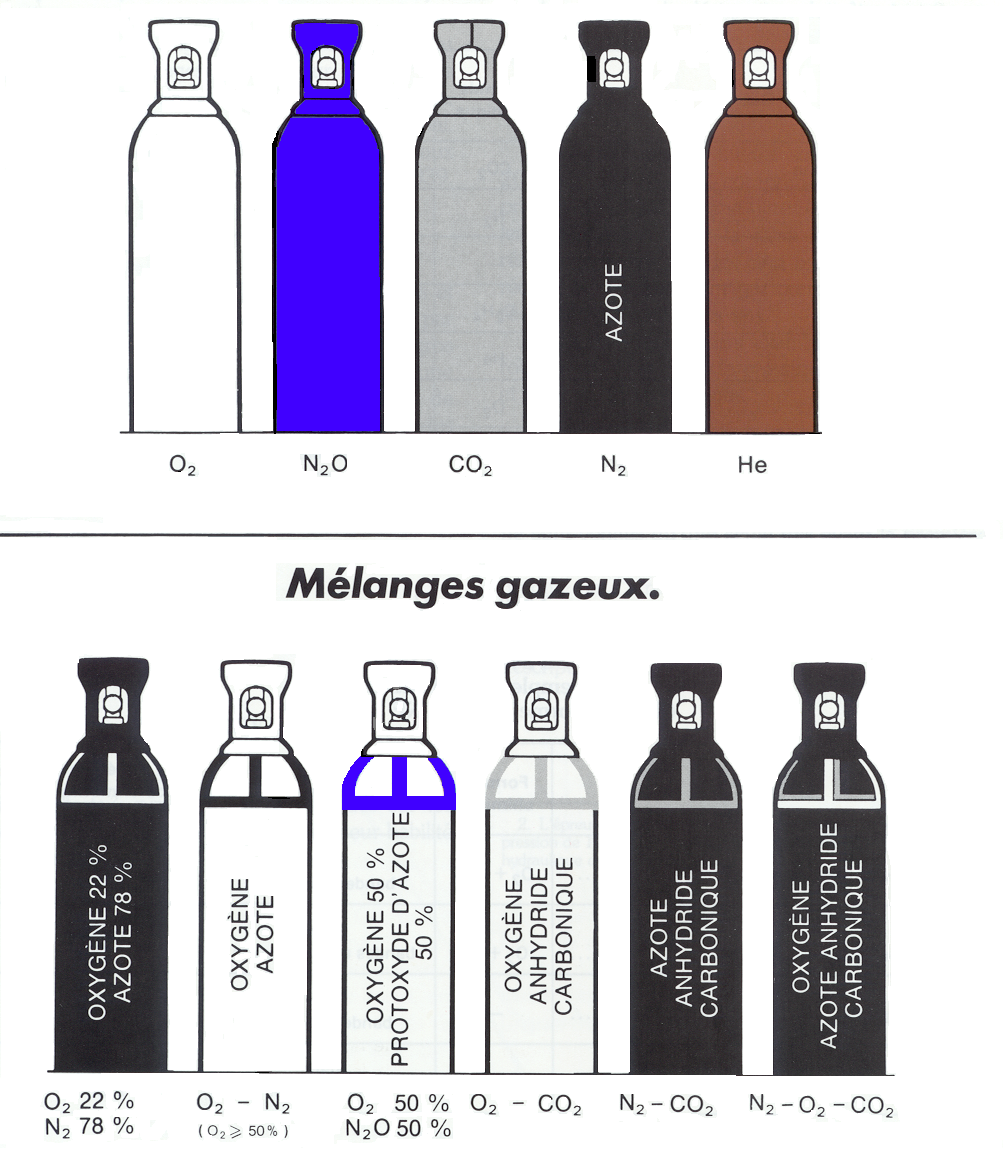 AZOTE
O₂ N₂O CO₂ N₂ He
Mélanges gazeux.
OXYGÈNE 22 %
AZOTE 78 %
OXYGÈNE
AZOTE
OXYGÈNE 50 %
PROTOXYDE D'AZOTE
50 %
OXYGÈNE
ANHYDRIDE
CARBONIQUE
AZOTE
ANHYDRIDE
CARBONIQUE
OXYGÈNE
AZOTE ANHYDRIDE
CARBONIQUE
O₂ 22 %
N₂ 78 %
O₂ – N₂
( O₂ ⩾ 50% )
O₂ 50 %
N₂O 50 %
O₂ – CO₂
N₂ – CO₂
N₂ – O₂ – CO₂